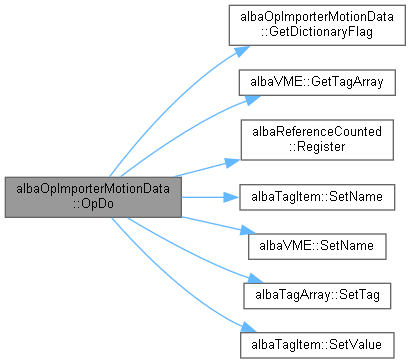 albaOpImporterMotionData
::GetDictionaryFlag
albaVME::GetTagArray
albaReferenceCounted
::Register
albaOpImporterMotionData
::OpDo
albaTagItem::SetName
albaVME::SetName
albaTagArray::SetTag
albaTagItem::SetValue